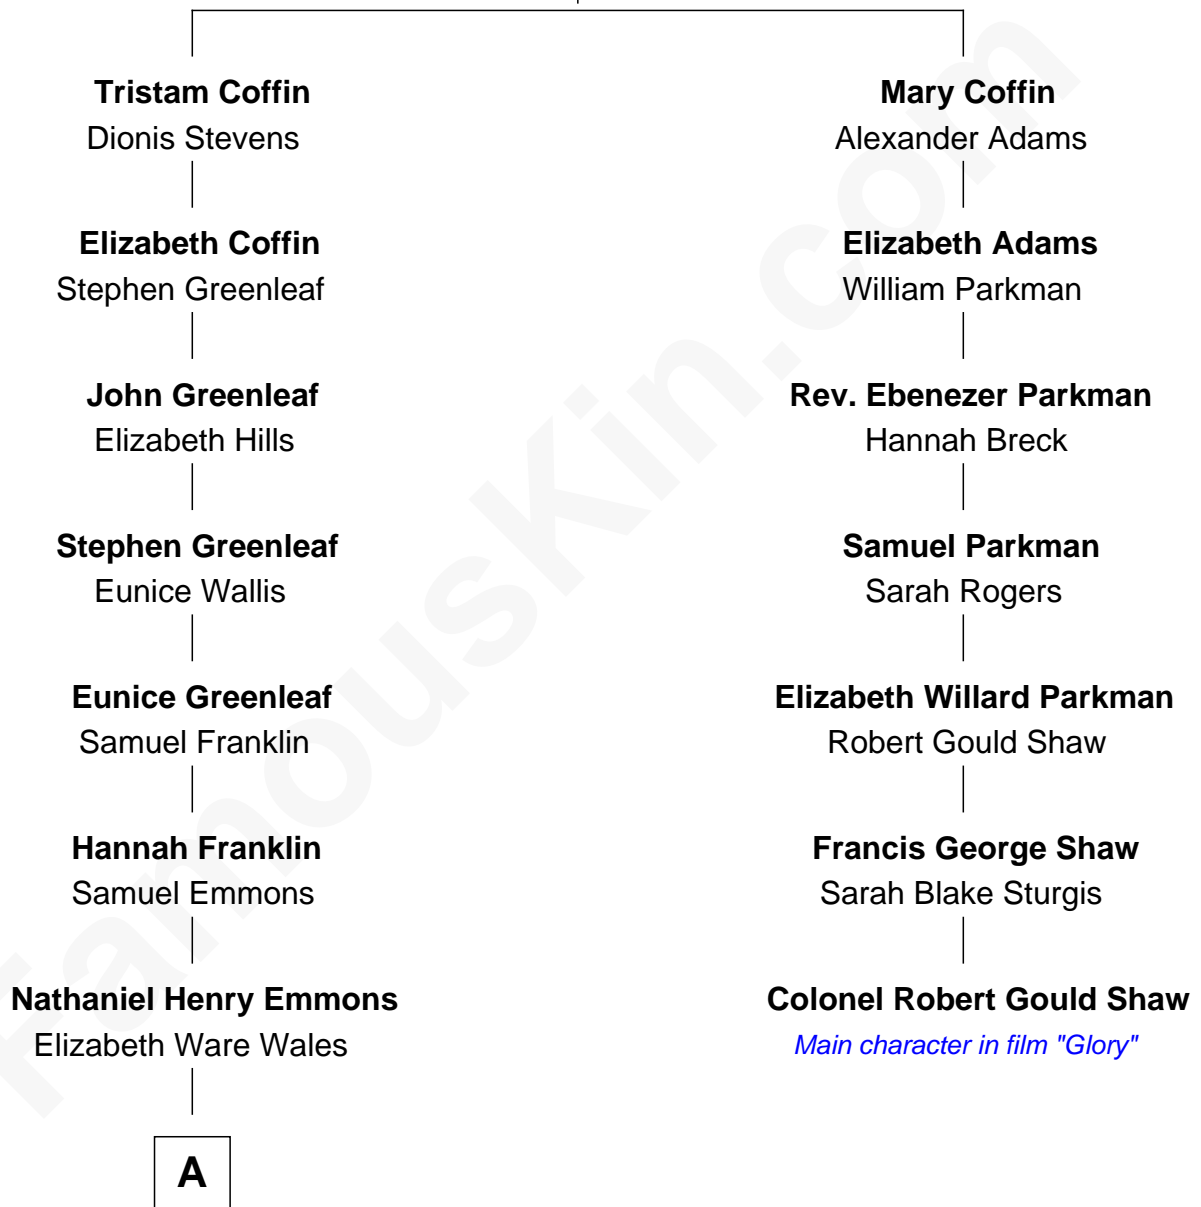 Tristam Coffin
Dionis Stevens
Elizabeth Coffin
Stephen Greenleaf
John Greenleaf
Elizabeth Hills
Stephen Greenleaf
Eunice Wallis
Eunice Greenleaf
Samuel Franklin
Hannah Franklin
Samuel Emmons
Nathaniel Henry Emmons
Elizabeth Ware Wales
A
Mary Coffin
Alexander Adams
Elizabeth Adams
William Parkman
Rev. Ebenezer Parkman
Hannah Breck
Samuel Parkman
Sarah Rogers
Elizabeth Willard Parkman
Robert Gould Shaw
Francis George Shaw
Sarah Blake Sturgis
Colonel Robert Gould Shaw
Main character in film "Glory"
FamousKin.com